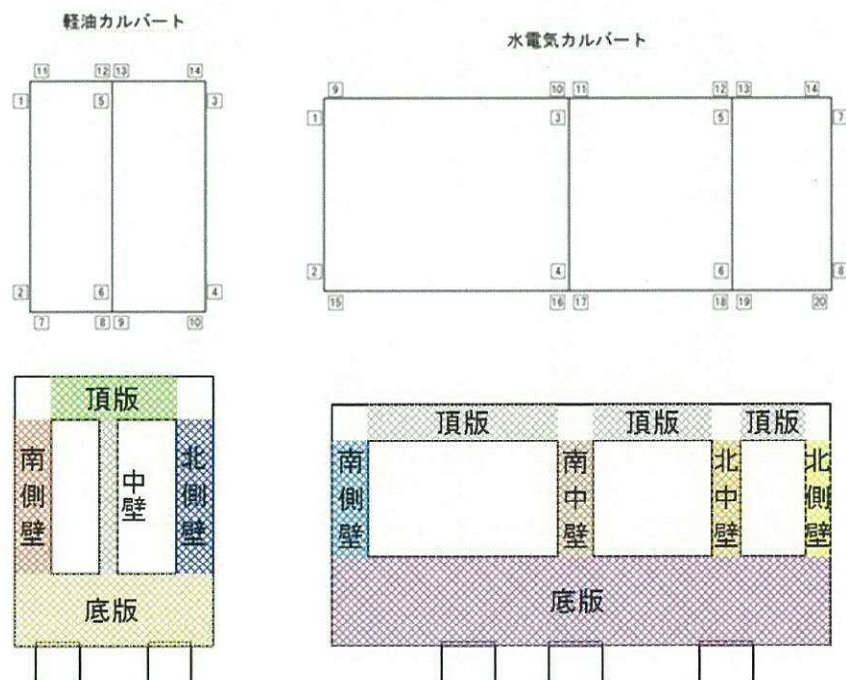 軽油カルバート
11 12 13 14
1 5 3
2 6 4
7 8 9 10
水電気カルバート
9 10 11 12 13 14
1 3 5 7
2 4 6 8
15 16 17 18 19 20
頂版
南側壁
中壁
北側壁
底版
頂版 頂版 頂版
南側壁
南中壁
北中壁
北側壁
底版